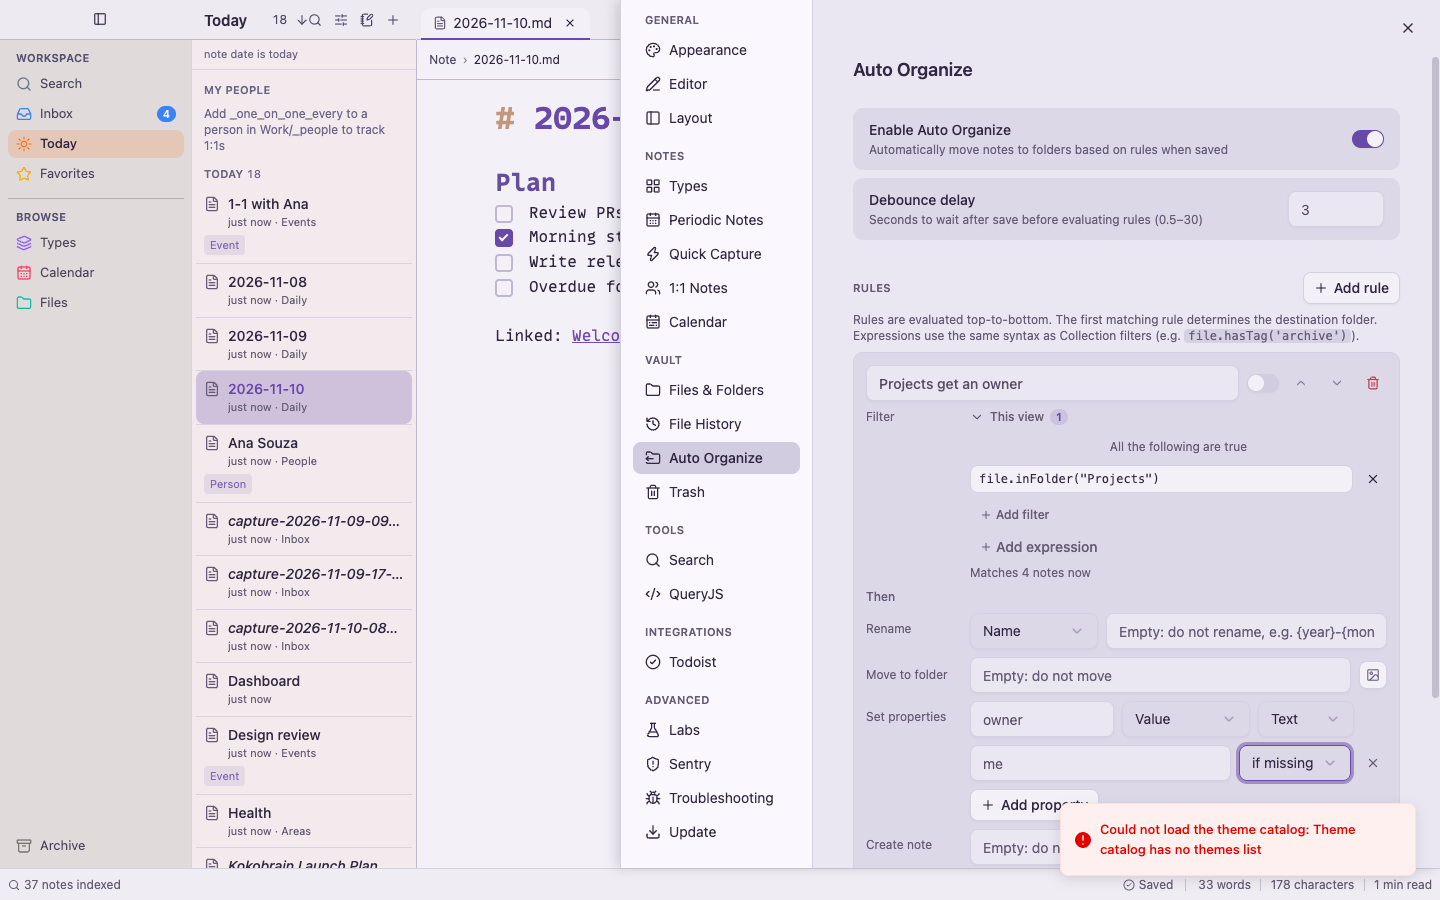 WORKSPACE
Search
Inbox
4
Today
Favorites
BROWSE
Types
Calendar
Files
Archive
37 notes indexed
Today
18
note date is today
MY PEOPLE
Add _one_on_one_every to a
person in Work/_people to track
1:1s
TODAY 18
1-1 with Ana
just now · Events
Event
2026-11-08
just now · Daily
2026-11-09
just now · Daily
2026-11-10
just now · Daily
Ana Souza
just now · People
Person
capture-2026-11-09-09...
just now · Inbox
capture-2026-11-09-17-...
just now · Inbox
capture-2026-11-10-08...
just now · Inbox
Dashboard
just now
Design review
just now · Events
Event
Health
just now · Areas
Kokobrain Launch Plan
2026-11-10.md
Note › 2026-11-10.md
# 2026-
Plan
Review PRs
Morning st
Write rele
Overdue fo
Linked: Welco
GENERAL
Appearance
Editor
Layout
NOTES
Types
Periodic Notes
Quick Capture
1:1 Notes
Calendar
VAULT
Files & Folders
File History
Auto Organize
Trash
TOOLS
Search
QueryJS
INTEGRATIONS
Todoist
ADVANCED
Labs
Sentry
Troubleshooting
Update
Auto Organize
Enable Auto Organize
Automatically move notes to folders based on rules when saved
Debounce delay
Seconds to wait after save before evaluating rules (0.5–30)
3
RULES
Add rule
Rules are evaluated top-to-bottom. The first matching rule determines the destination folder.
Expressions use the same syntax as Collection filters (e.g. file.hasTag('archive')).
Projects get an owner
Filter
This view 1
All the following are true
file.inFolder("Projects")
+ Add filter
+ Add expression
Matches 4 notes now
Then
Rename
Name
Empty: do not rename, e.g. {year}-{mon
Move to folder
Empty: do not move
Set properties
owner
Value
Text
me
if missing
+ Add property
Create note
Empty: do n
Could not load the theme catalog: Theme
catalog has no themes list
Saved
33 words
178 characters
1 min read